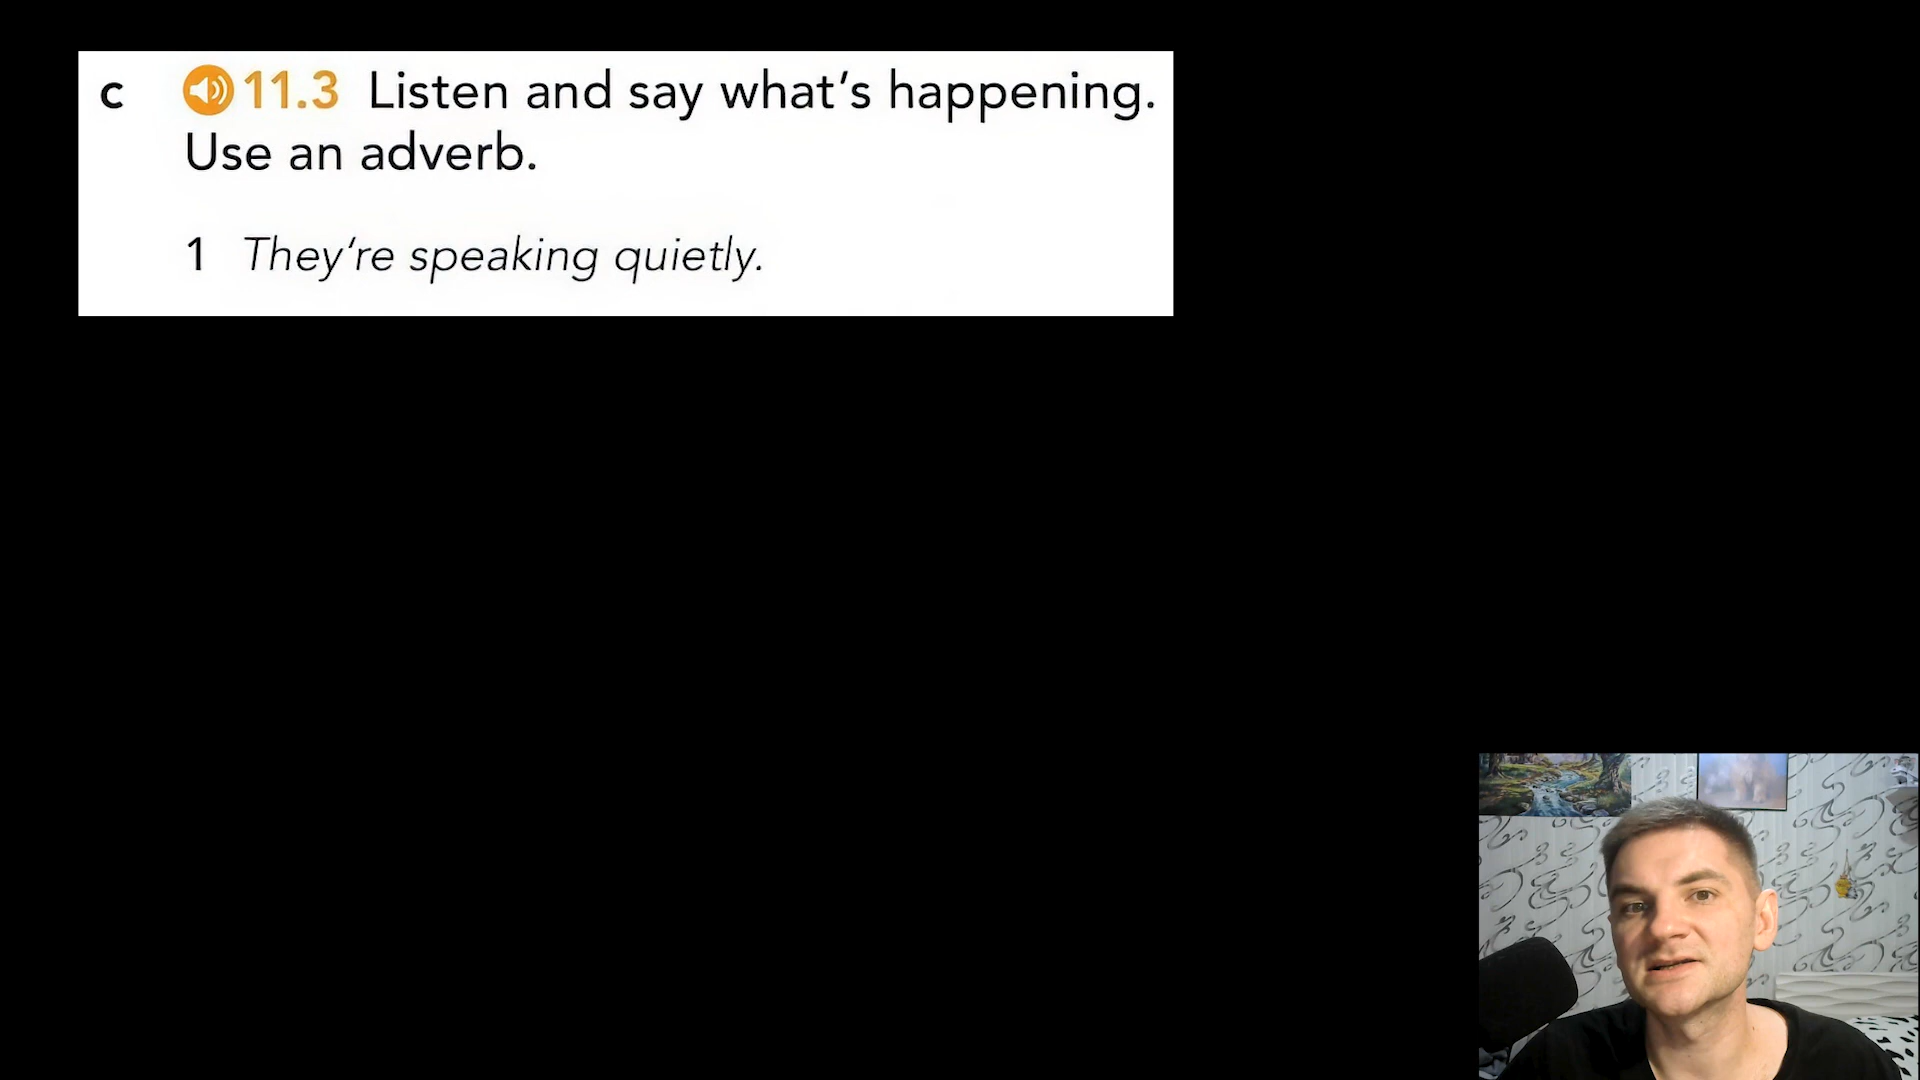 c 11.3 Listen and say what's happening.
Use an adverb.
1 They're speaking quietly.